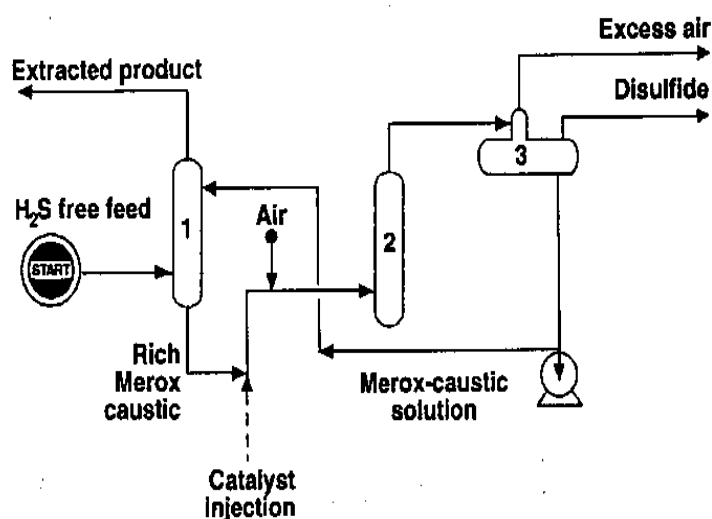 Excess air
Extracted product
Disulfide
3
H₂S free feed
1
Air
2
START
Rich
Merox
caustic
Merox-caustic
solution
Catalyst
injection